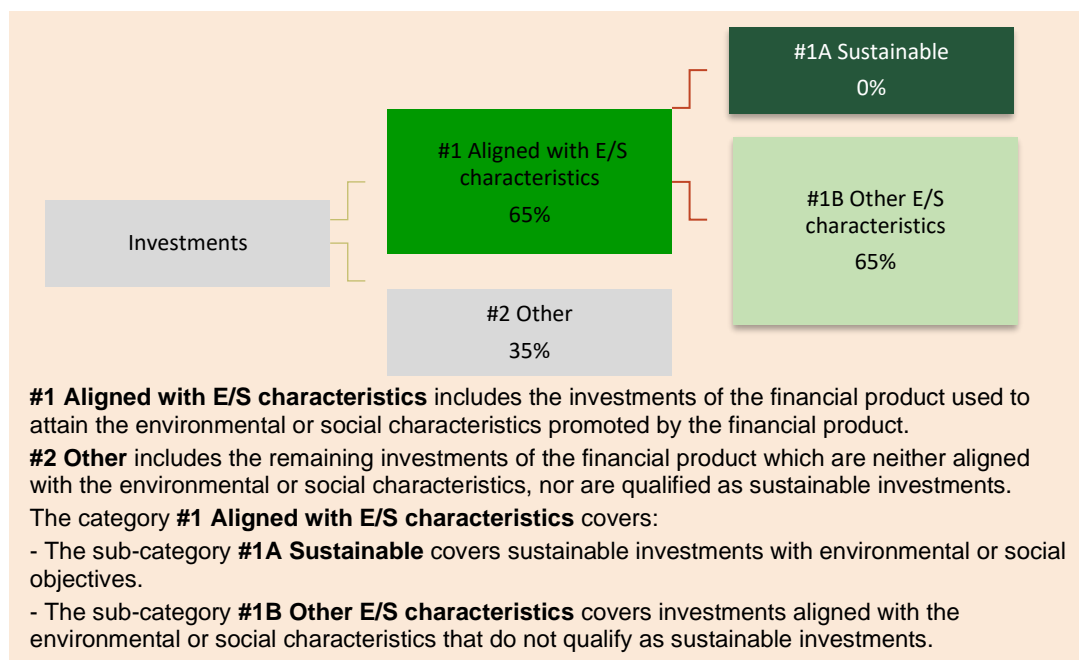 #1A Sustainable
0%
#1 Aligned with E/S
characteristics
65%
#1B Other E/S
characteristics
65%
Investments
#2 Other
35%
#1 Aligned with E/S characteristics includes the investments of the financial product used to
attain the environmental or social characteristics promoted by the financial product.
#2 Other includes the remaining investments of the financial product which are neither aligned
with the environmental or social characteristics, nor are qualified as sustainable investments.
The category #1 Aligned with E/S characteristics covers:
- The sub-category #1A Sustainable covers sustainable investments with environmental or social
objectives.
- The sub-category #1B Other E/S characteristics covers investments aligned with the
environmental or social characteristics that do not qualify as sustainable investments.